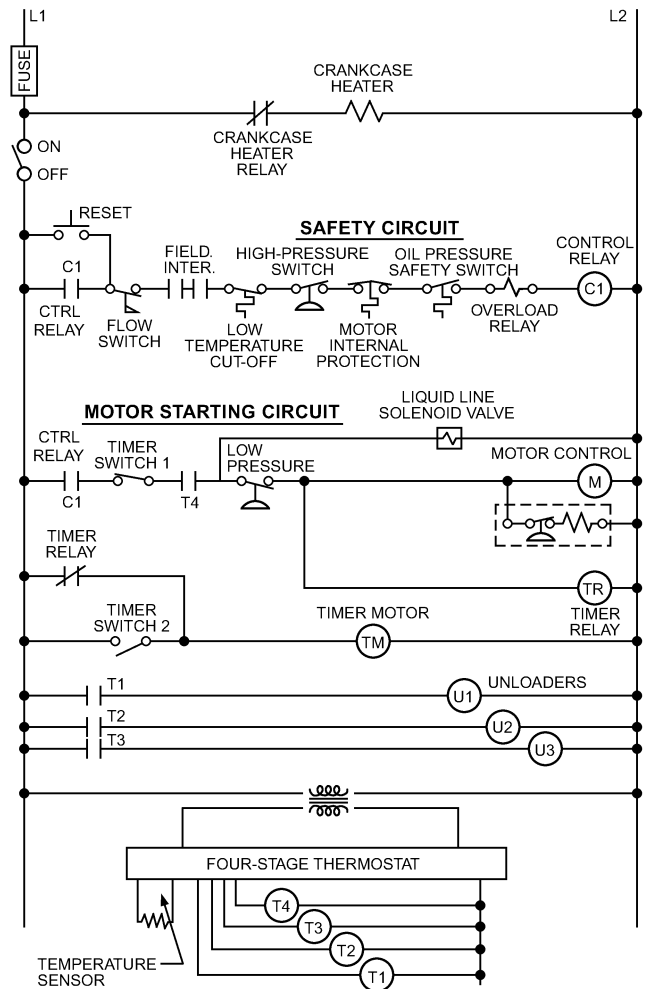 L1
L2
FUSE
CRANKCASE
HEATER
CRANKCASE
HEATER
RELAY
ON
OFF
RESET
SAFETY CIRCUIT
C1
CTRL
RELAY
FLOW
SWITCH
FIELD.
INTER.
HIGH-PRESSURE
SWITCH
OIL PRESSURE
SAFETY SWITCH
CONTROL
RELAY
C1
LOW
TEMPERATURE
CUT-OFF
MOTOR
INTERNAL
PROTECTION
OVERLOAD
RELAY
MOTOR STARTING CIRCUIT
LIQUID LINE
SOLENOID VALVE
CTRL
RELAY
C1
TIMER
SWITCH 1
T4
LOW
PRESSURE
MOTOR CONTROL
M
TIMER
RELAY
TR
TIMER
RELAY
TIMER
SWITCH 2
TIMER MOTOR
TM
T1
U1
UNLOADERS
T2
U2
T3
U3
FOUR-STAGE THERMOSTAT
T4
T3
T2
T1
TEMPERATURE
SENSOR